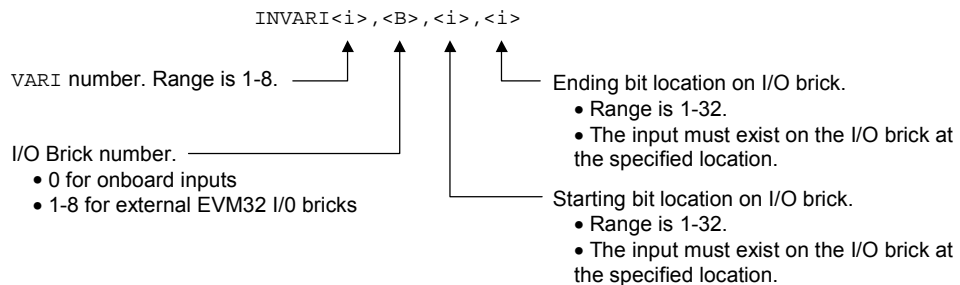 INVARI<i>,<B>,<i>,<i>
VARI number. Range is 1-8.
I/O Brick number.
• 0 for onboard inputs
• 1-8 for external EVM32 I/0 bricks
Ending bit location on I/O brick.
• Range is 1-32.
• The input must exist on the I/O brick at
the specified location.
Starting bit location on I/O brick.
• Range is 1-32.
• The input must exist on the I/O brick at
the specified location.